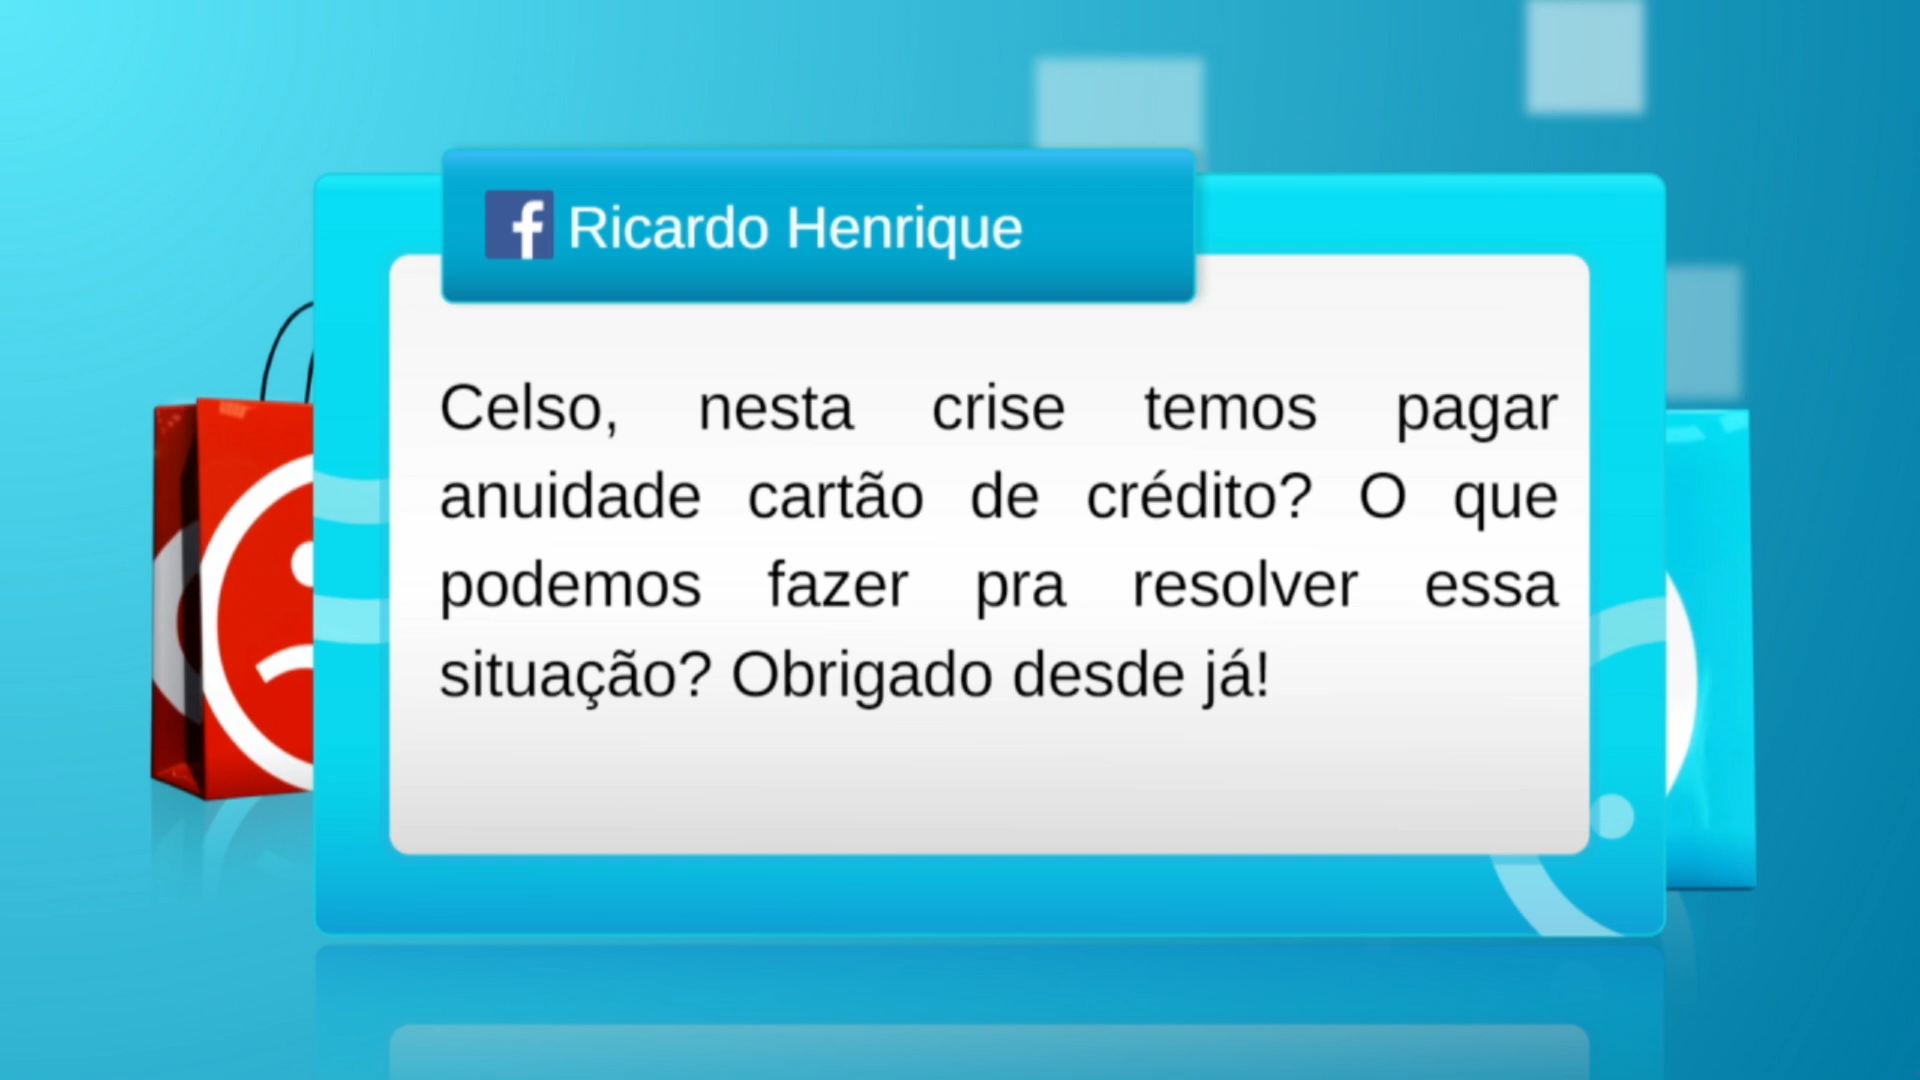 Ricardo Henrique
Celso, nesta crise temos pagar
anuidade cartão de crédito? O que
podemos fazer pra resolver essa
situação? Obrigado desde já!